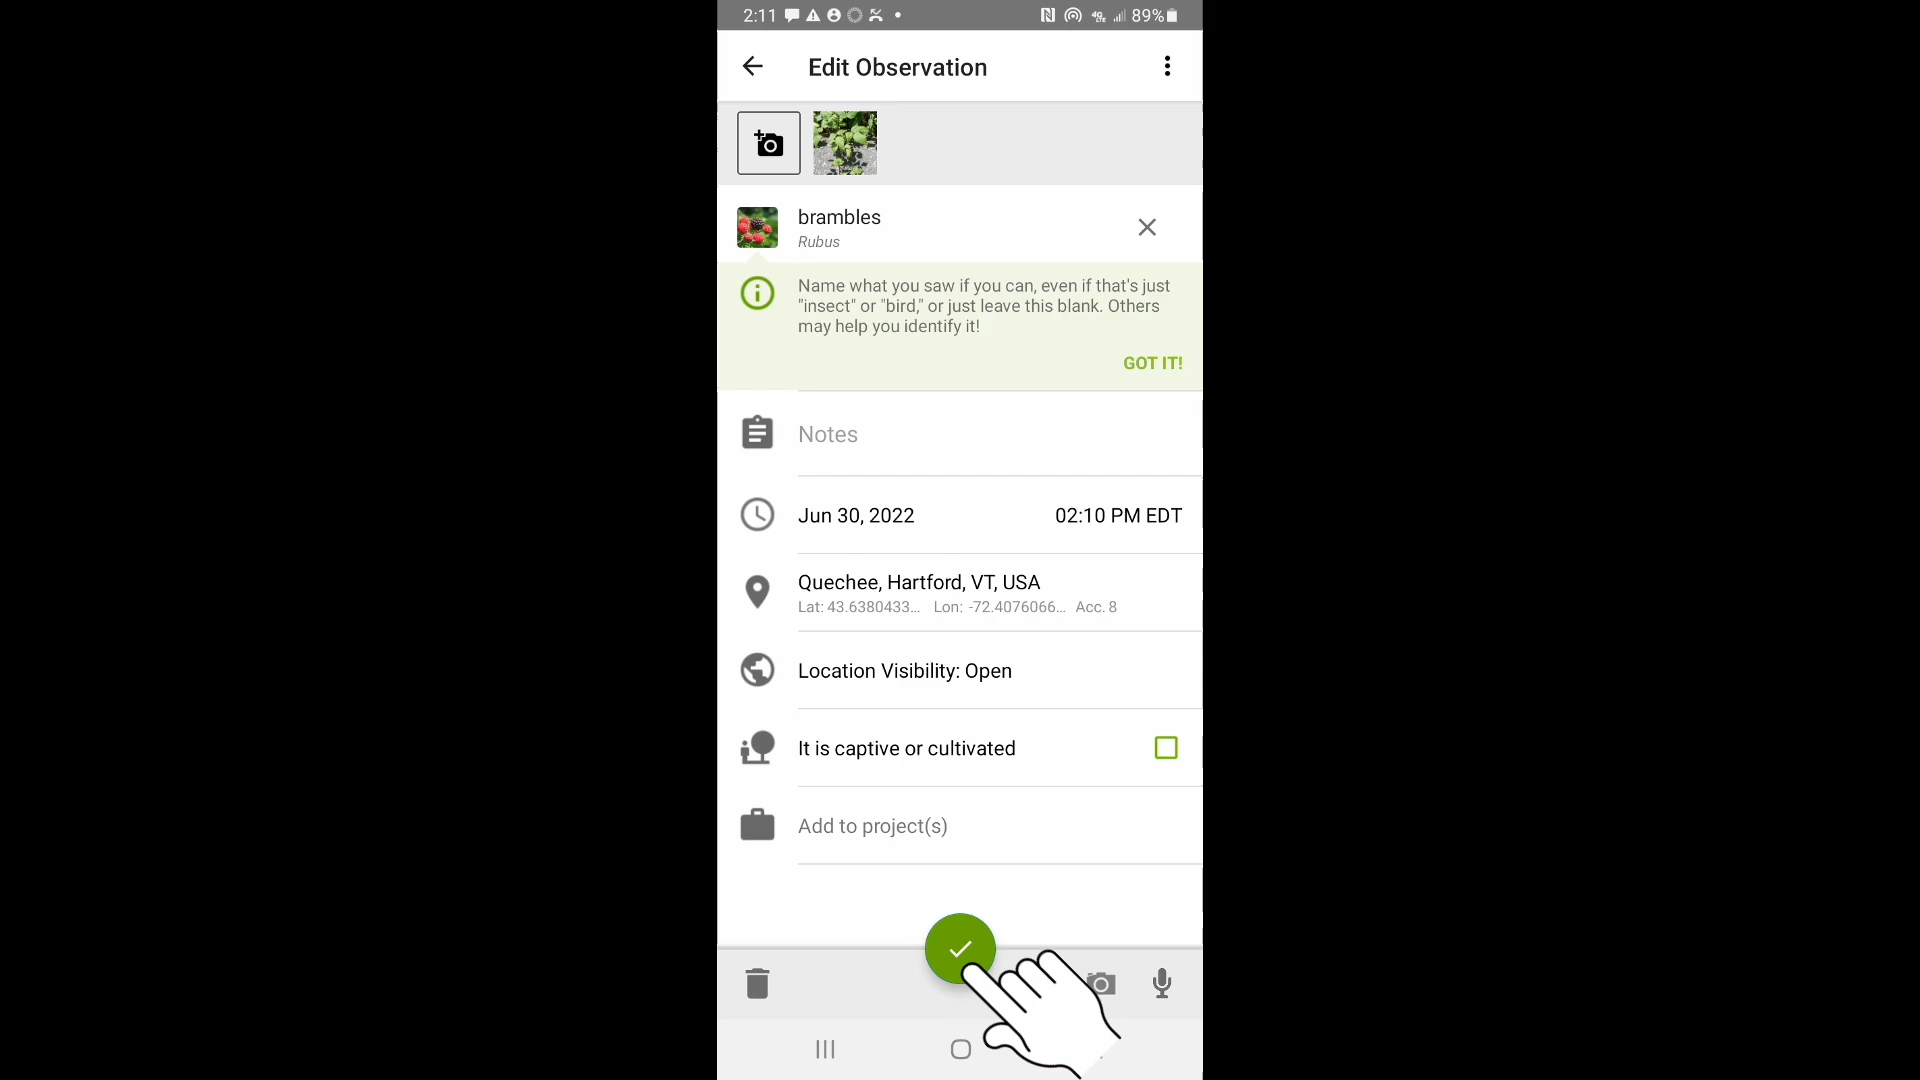 2:11 89%
Edit Observation
brambles
Rubus
Name what you saw if you can, even if that's just
"insect" or "bird," or just leave this blank. Others
may help you identify it!
GOT IT!
Notes
Jun 30, 2022 02:10 PM EDT
Quechee, Hartford, VT, USA
Lat: 43.6380433... Lon: -72.4076066... Acc. 8
Location Visibility: Open
It is captive or cultivated
Add to project(s)